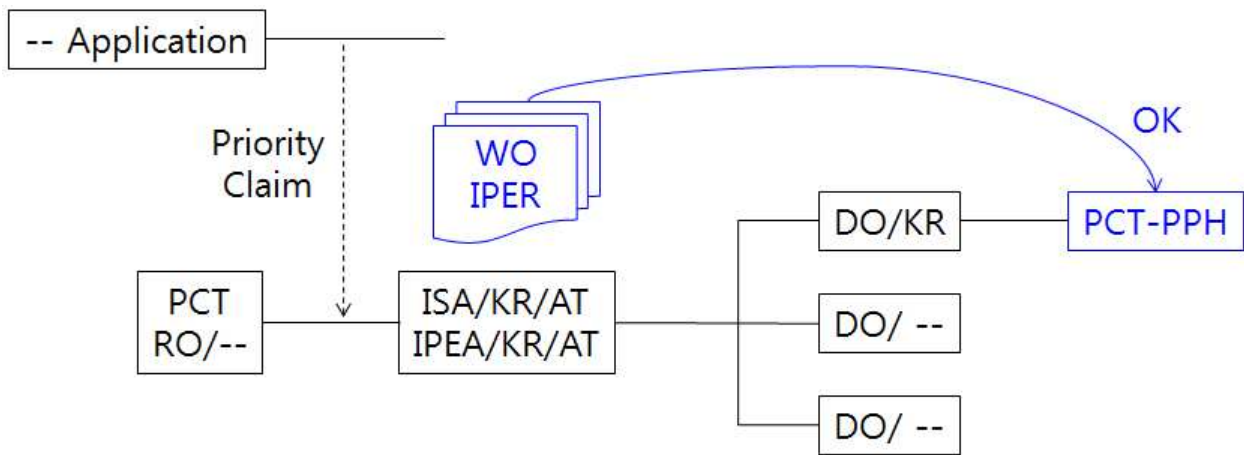 -- Application
Priority
Claim
WO
IPER
OK
DO/KR
PCT-PPH
PCT
RO/--
ISA/KR/AT
IPEA/KR/AT
DO/ --
DO/ --